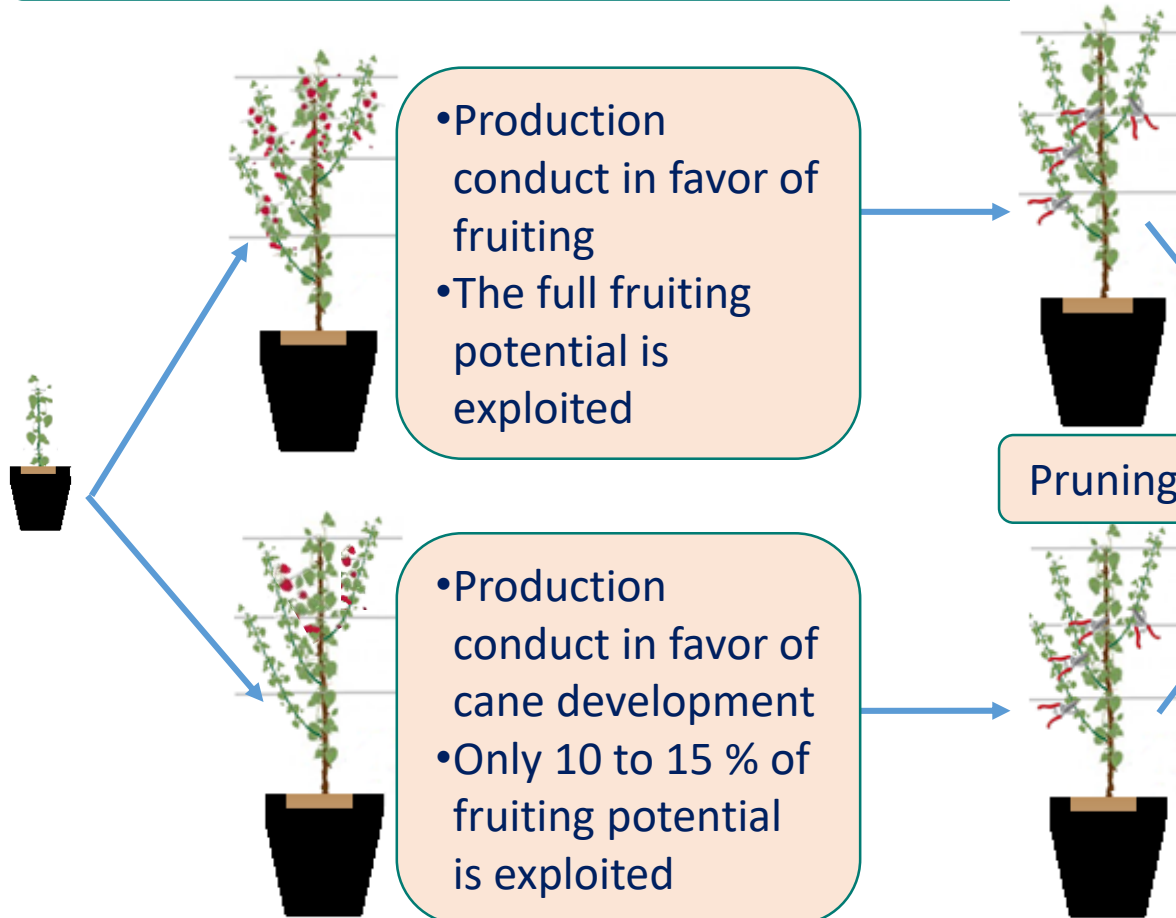 •Production
conduct in favor of
fruiting
•The full fruiting
potential is
exploited
Pruning
•Production
conduct in favor of
cane development
•Only 10 to 15 % of
fruiting potential
is exploited